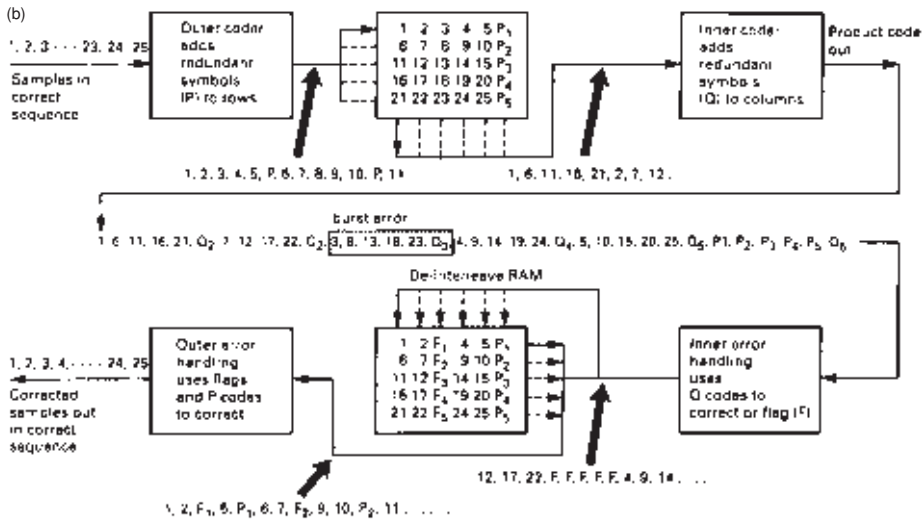 (b)
1, 2, 3 · · · · 23, 24, 25
Samples in
correct
sequence
Outer coder
adds
redundant
symbols
(P) to rows
1 2 3 4 5 P₁
6 7 8 9 10 P₂
11 12 13 14 15 P₃
16 17 18 19 20 P₄
21 22 23 24 25 P₅
Inner coder
adds
redundant
symbols
(Q) to columns
Product code
out
1, 2, 3, 4, 5, P, 6, 7, 8, 9, 10, P, 11
1, 6, 11, 16, 21, 2, 7, 12 .
burst error
1, 6, 11, 16, 21, Q₂, 7, 12, 17, 22, Q₂, 3, 8, 13, 18, 23, Q₃, 4, 9, 14, 19, 24, Q₄, 5, 10, 15, 20, 25, Q₅, P1, P₂, P₃, P₄, P₅, Q₆
De-interleave RAM
1, 2, 3, 4, · · · · 24, 25
Corrected
samples out
in correct
sequence
Outer error
handling
uses flags
and P codes
to correct
1 2 F₁ 4 5 P₁
6 7 F₂ 9 10 P₂
11 12 F₃ 14 15 P₃
16 17 F₄ 19 20 P₄
21 22 F₅ 24 25 P₅
Inner error
handling
uses
Q codes to
correct or flag (F)
12, 17, 22, F, F, F, F, F, 4, 9, 14 . . . .
1, 2, F₁, 5, P₁, 6, 7, F₂, 9, 10, P₂, 11 . . . . . .